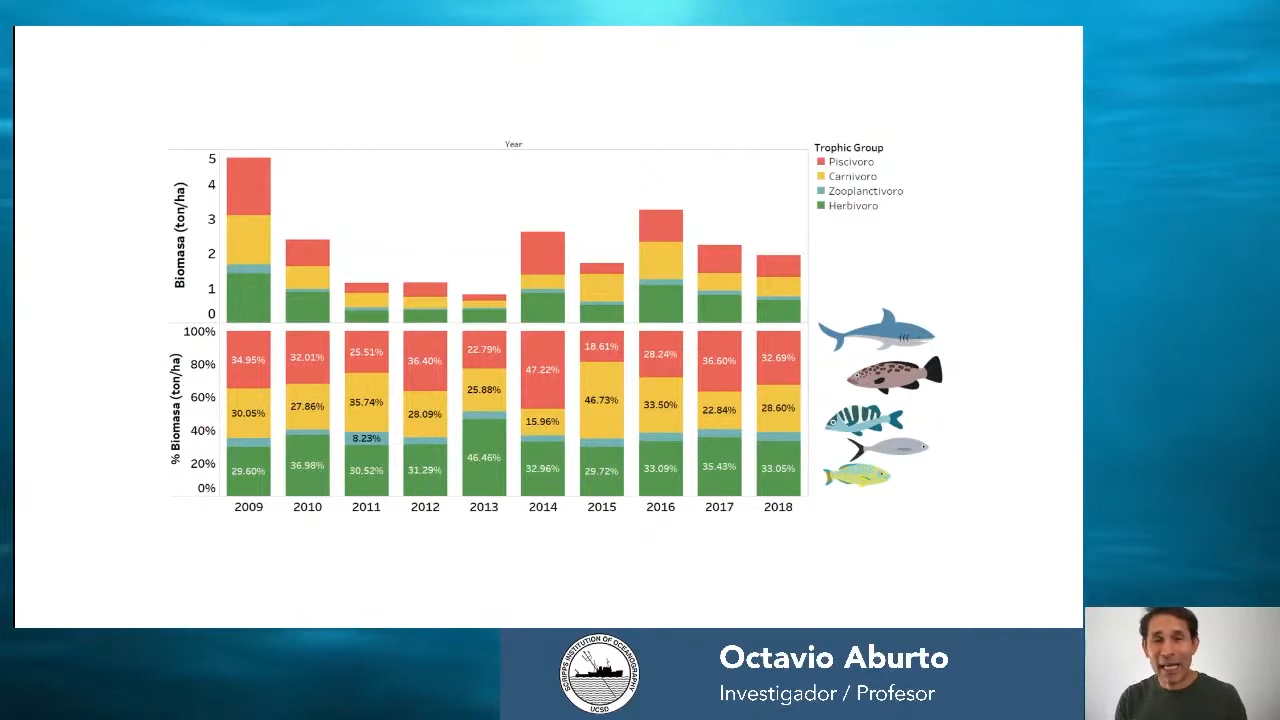 Year
Biomasa (ton/ha)
5
4
3
2
1
0
Trophic Group
Piscivoro
Carnivoro
Zooplanctivoro
Herbivoro
% Biomasa (ton/ha)
100%
80%
60%
40%
20%
0%
34.95% 32.01% 25.51% 36.40% 22.79% 47.22% 18.61% 28.24% 36.60% 32.69%
30.05% 27.86% 35.74% 28.09% 25.88% 15.96% 46.73% 33.50% 22.84% 28.60%
8.23%
29.60% 36.98% 30.52% 31.29% 46.46% 32.96% 29.72% 33.09% 35.43% 33.05%
2009 2010 2011 2012 2013 2014 2015 2016 2017 2018
SCRIPPS INSTITUTION OF OCEANOGRAPHY
UCSD
Octavio Aburto
Investigador / Profesor